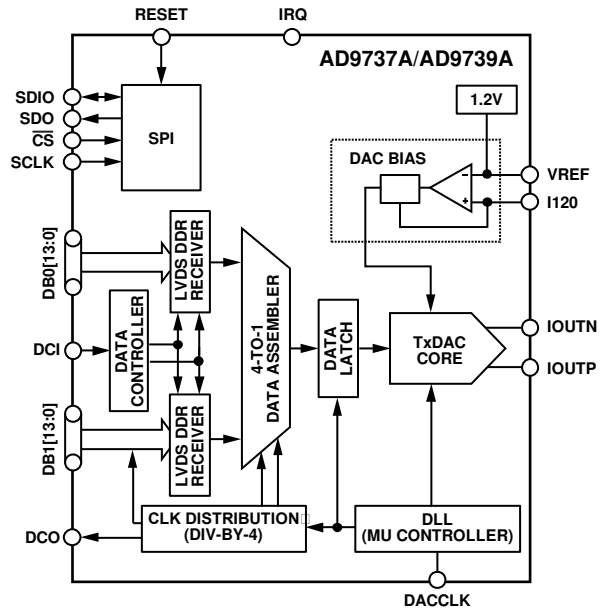 RESET
IRQ
AD9737A/AD9739A
SDIO
SDO
CS
SCLK
SPI
1.2V
DAC BIAS
–
+
VREF
I120
DB0[13:0]
LVDS DDR
RECEIVER
DCI
DATA
CONTROLLER
4-TO-1
DATA ASSEMBLER
DATA
LATCH
TxDAC
CORE
IOUTN
IOUTP
DB1[13:0]
LVDS DDR
RECEIVER
DCO
CLK DISTRIBUTION
(DIV-BY-4)
DLL
(MU CONTROLLER)
DACCLK